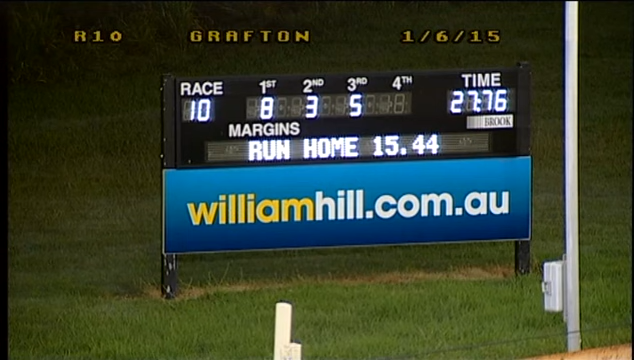 R10 GRAFTON 1/6/15
RACE 1ST 2ND 3RD 4TH TIME
10 8 3 5 27.76
BROOK
MARGINS
RUN HOME 15.44
williamhill.com.au